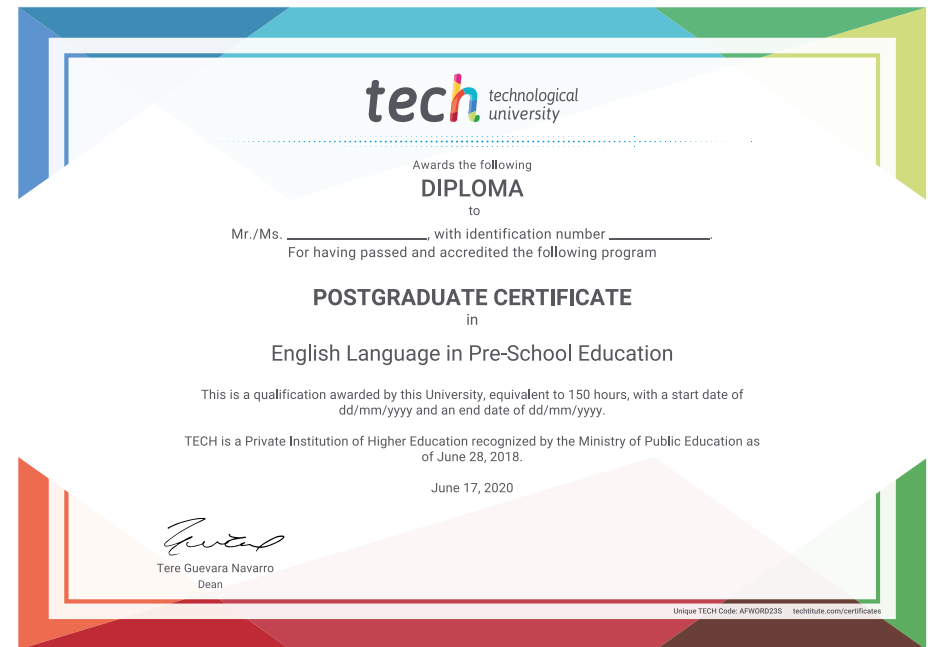 tech technological
university
Awards the following
DIPLOMA
to
Mr./Ms. ____________________, with identification number ______________.
For having passed and accredited the following program
POSTGRADUATE CERTIFICATE
in
English Language in Pre-School Education
This is a qualification awarded by this University, equivalent to 150 hours, with a start date of
dd/mm/yyyy and an end date of dd/mm/yyyy.
TECH is a Private Institution of Higher Education recognized by the Ministry of Public Education as
of June 28, 2018.
June 17, 2020
Tere Guevara Navarro
Dean
Unique TECH Code: AFWORD23S techtitute.com/certificates